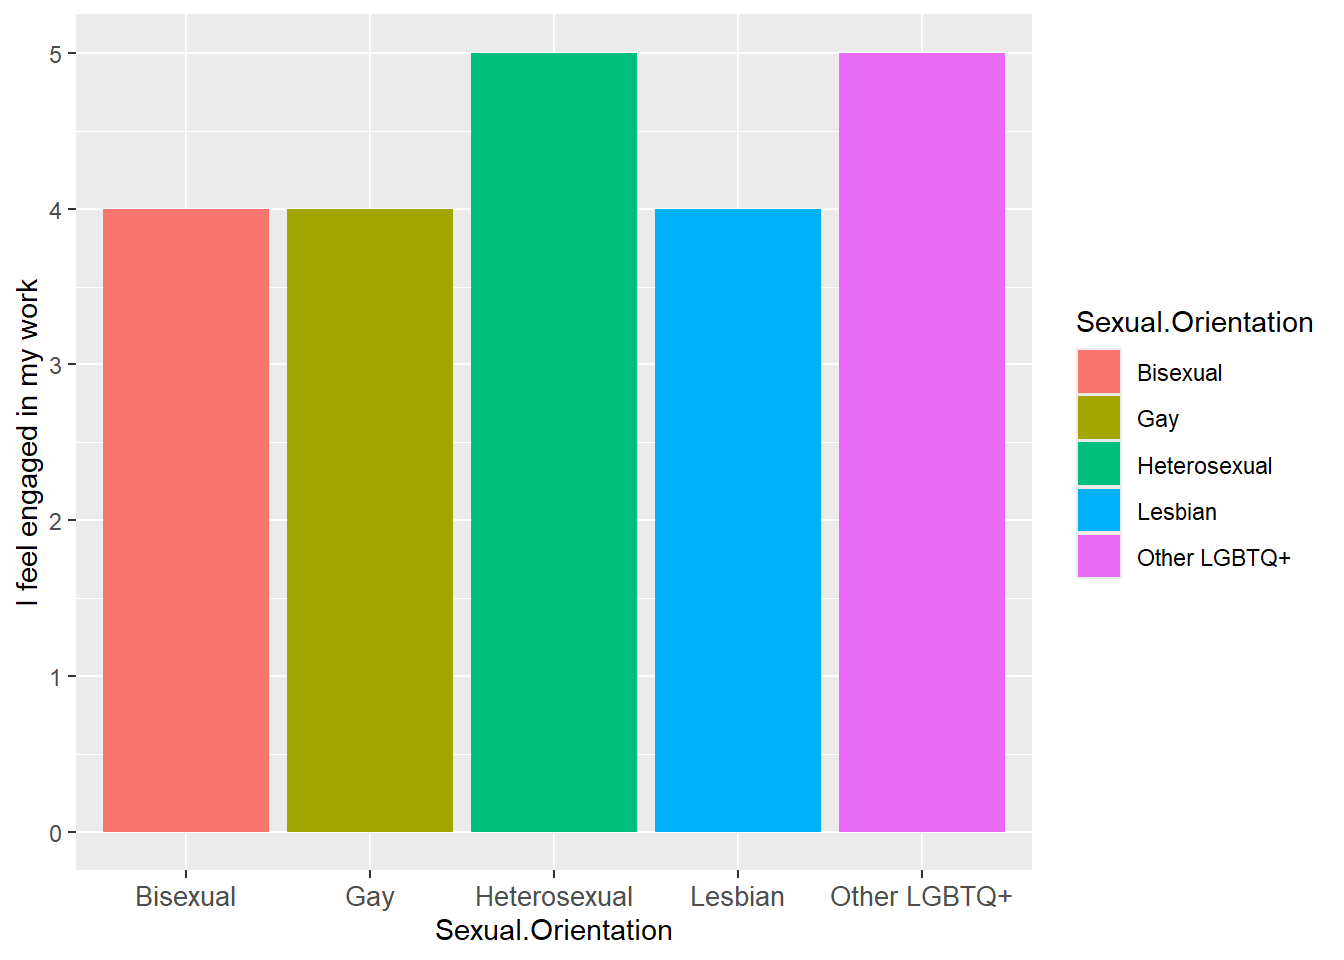 I feel engaged in my work
5
4
3
2
1
0
Bisexual Gay Heterosexual Lesbian Other LGBTQ+
Sexual.Orientation
Sexual.Orientation
Bisexual
Gay
Heterosexual
Lesbian
Other LGBTQ+